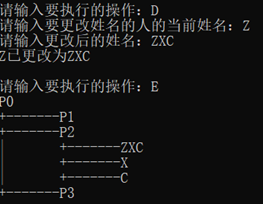 请输入要执行的操作：D
请输入要更改姓名的人的当前姓名：Z
请输入更改后的姓名：ZXC
Z已更改为ZXC

请输入要执行的操作：E
P0
+-------P1
+-------P2
|       +-------ZXC
|       +-------X
|       +-------C
+-------P3